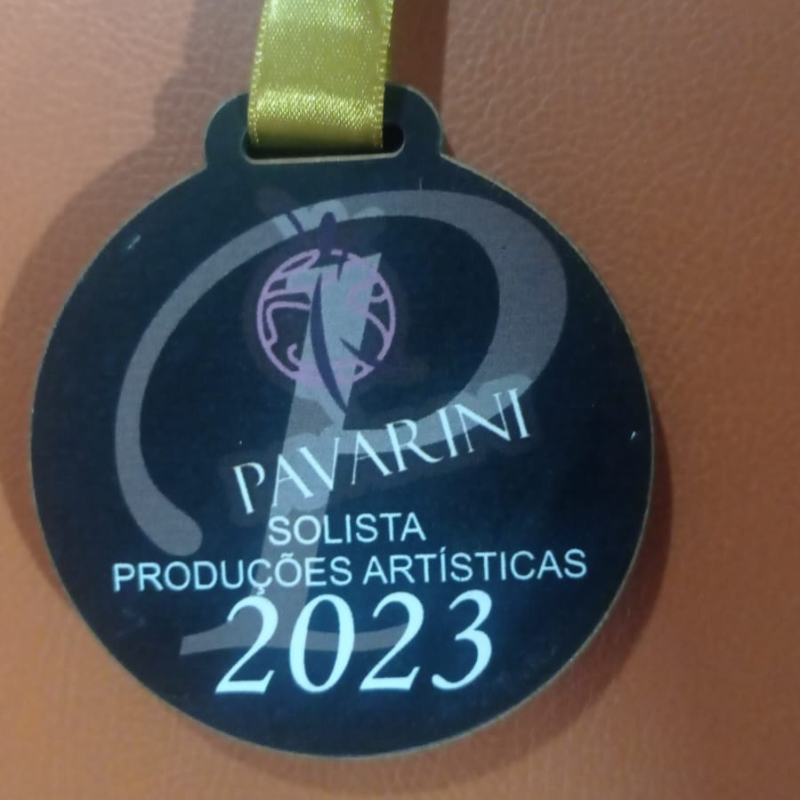 PAVARINI
SOLISTA
PRODUÇÕES ARTÍSTICAS
2023